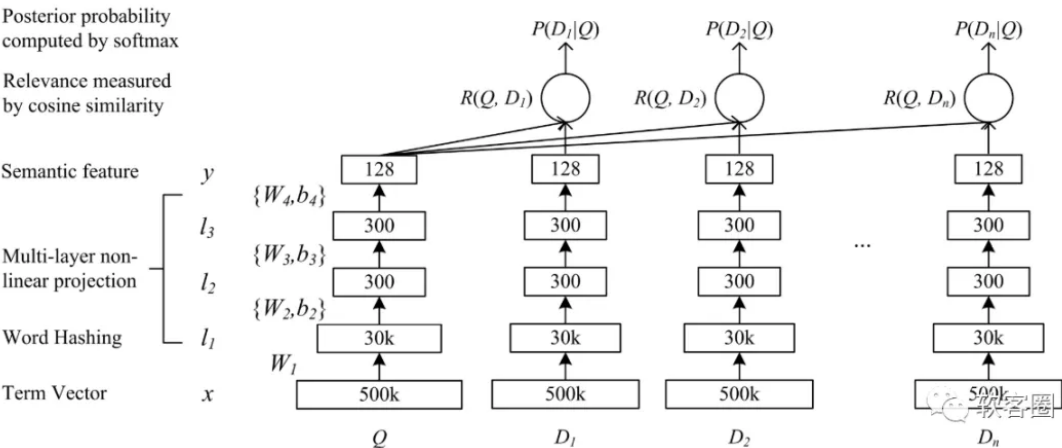 Posterior probability
computed by softmax
P(D₁|Q) P(D₂|Q) P(Dₙ|Q)
Relevance measured
by cosine similarity
R(Q, D₁) R(Q, D₂) R(Q, Dₙ)
Semantic feature y 128 128 128 128
{W₄,b₄}
l₃ 300 300 300 300
Multi-layer non-
linear projection
{W₃,b₃}
...
l₂ 300 300 300 300
{W₂,b₂}
Word Hashing l₁ 30k 30k 30k 30k
W₁
Term Vector x 500k 500k 500k 500k
Q D₁ D₂ Dₙ
软客圈